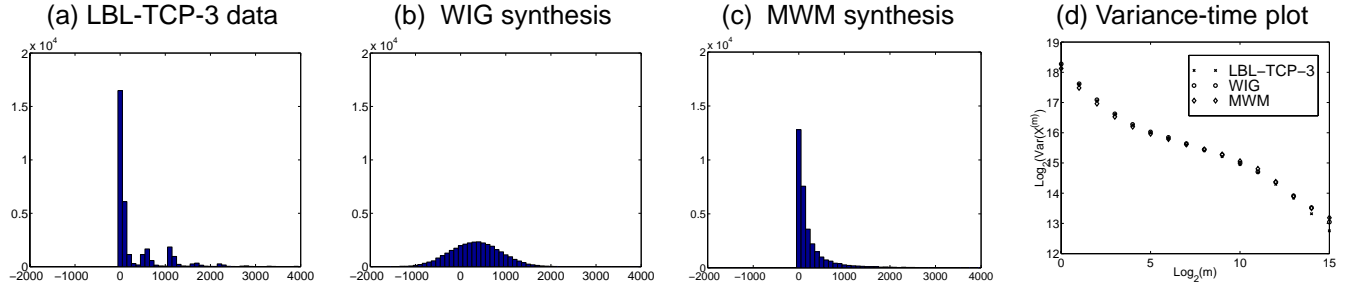 (a) LBL-TCP-3 data
(b) WIG synthesis
(c) MWM synthesis
(d) Variance-time plot
x 10^4
2
1.5
1
0.5
0
−2000 −1000 0 1000 2000 3000 4000
x 10^4
2
1.5
1
0.5
0
−2000 −1000 0 1000 2000 3000 4000
x 10^4
2
1.5
1
0.5
0
−2000 −1000 0 1000 2000 3000 4000
Log2(Var(X^(m))
19
18
17
16
15
14
13
12
0 5 10 15
Log2(m)
LBL−TCP−3
WIG
MWM